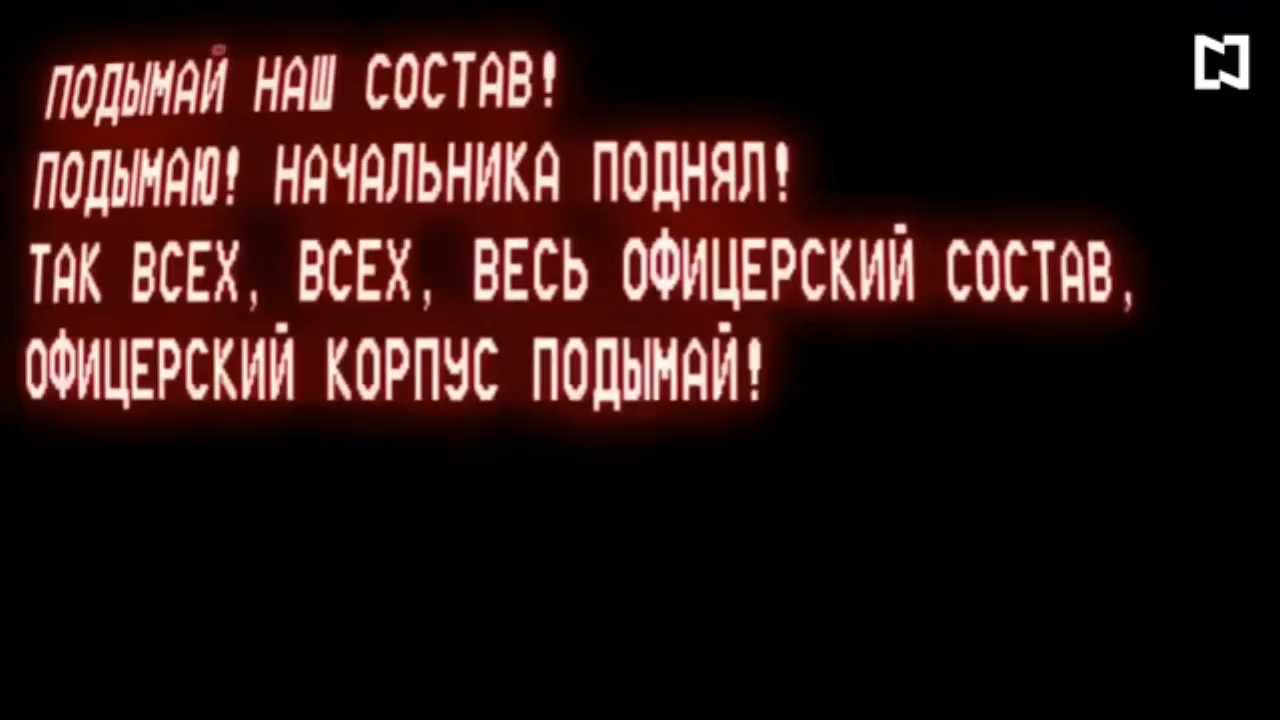 ПОДЫМАЙ НАШ СОСТАВ!
ПОДЫМАЮ! НАЧАЛЬНИКА ПОДНЯЛ!
ТАК ВСЕХ, ВСЕХ, ВЕСЬ ОФИЦЕРСКИЙ СОСТАВ,
ОФИЦЕРСКИЙ КОРПУС ПОДЫМАЙ!